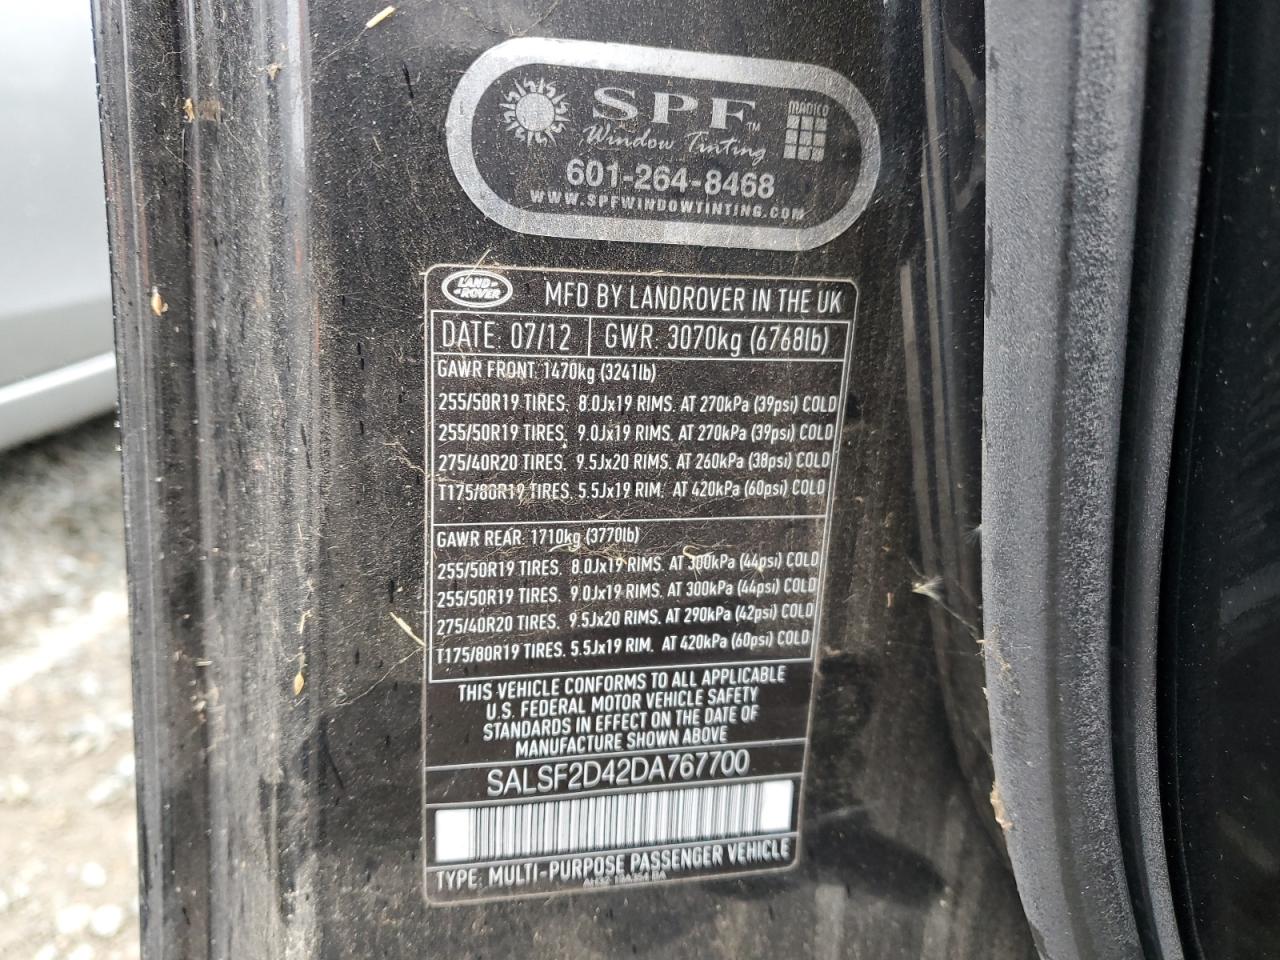 SPF™
MADICO
Window Tinting
601-264-8468
WWW.SPFWINDOWTINTING.COM
LAND ROVER
MFD BY LANDROVER IN THE UK
DATE 07/12 GWR 3070kg (6768lb)
GAWR FRONT: 1470kg (3241lb)
255/50R19 TIRES. 8.0Jx19 RIMS. AT 270kPa (39psi) COLD
255/50R19 TIRES. 9.0Jx19 RIMS. AT 270kPa (39psi) COLD
275/40R20 TIRES. 9.5Jx20 RIMS. AT 260kPa (38psi) COLD
T175/80R19 TIRES. 5.5Jx19 RIM. AT 420kPa (60psi) COLD
GAWR REAR: 1710kg (3770lb)
255/50R19 TIRES. 8.0Jx19 RIMS. AT 300kPa (44psi) COLD
255/50R19 TIRES. 9.0Jx19 RIMS. AT 300kPa (44psi) COLD
275/40R20 TIRES. 9.5Jx20 RIMS. AT 290kPa (42psi) COLD
T175/80R19 TIRES. 5.5Jx19 RIM. AT 420kPa (60psi) COLD
THIS VEHICLE CONFORMS TO ALL APPLICABLE
U.S. FEDERAL MOTOR VEHICLE SAFETY
STANDARDS IN EFFECT ON THE DATE OF
MANUFACTURE SHOWN ABOVE
SALSF2D42DA767700
TYPE: MULTI-PURPOSE PASSENGER VEHICLE